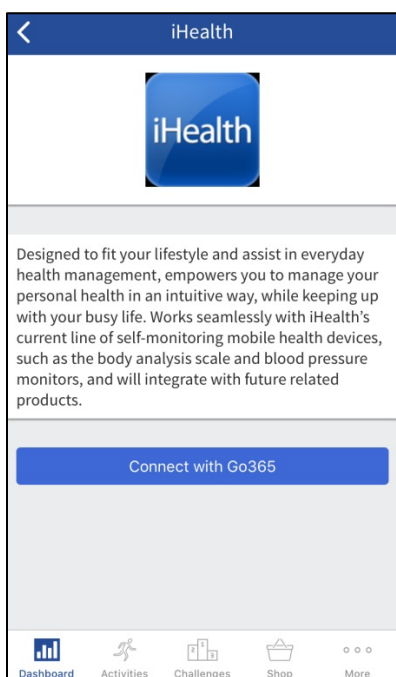 iHealth
iHealth
Designed to fit your lifestyle and assist in everyday
health management, empowers you to manage your
personal health in an intuitive way, while keeping up
with your busy life. Works seamlessly with iHealth's
current line of self-monitoring mobile health devices,
such as the body analysis scale and blood pressure
monitors, and will integrate with future related
products.
Connect with Go365
Dashboard Activities Challenges Shop More